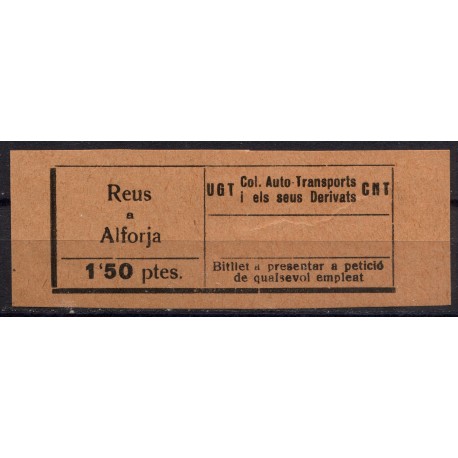 Reus
a
Alforja
1'50 ptes.
UGT Col. Auto-Transports CNT
i els seus Derivats
Bitllet a presentar a petició
de qualsevol empleat